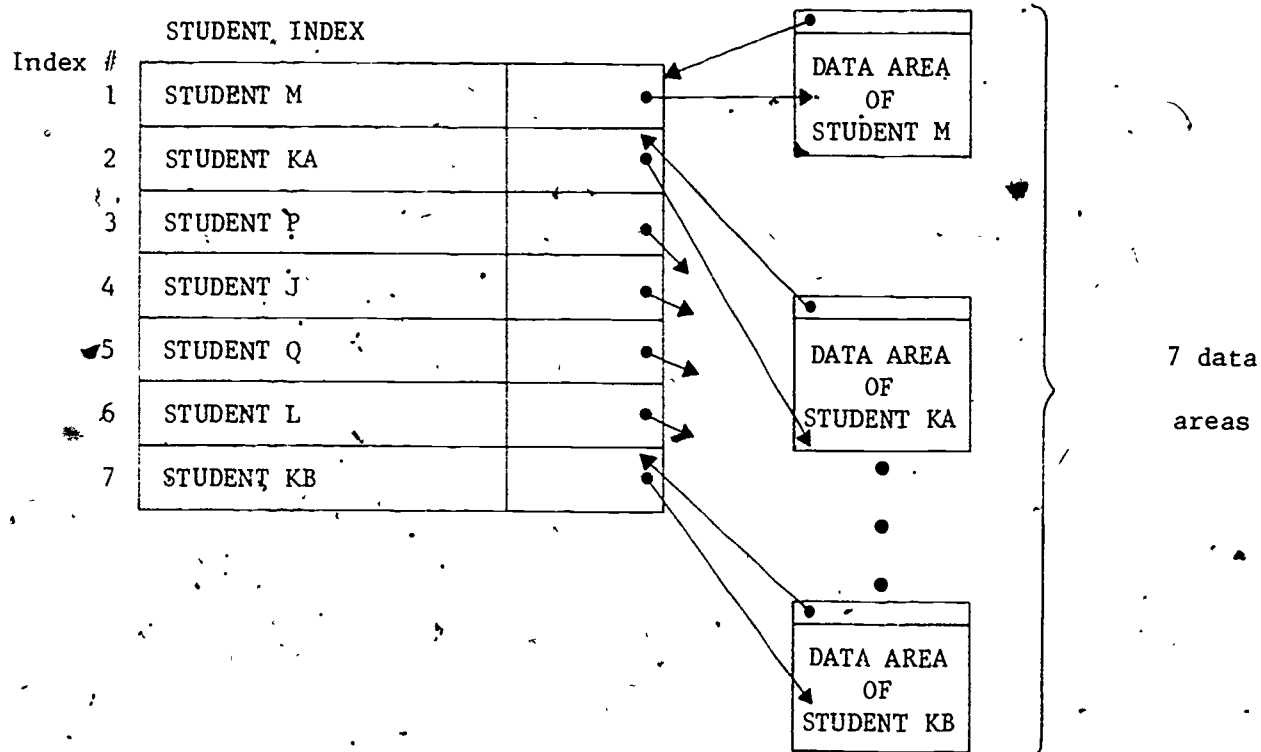 STUDENT INDEX
Index #
1 STUDENT M
2 STUDENT KA
3 STUDENT P
4 STUDENT J
5 STUDENT Q
6 STUDENT L
7 STUDENT KB
DATA AREA
OF
STUDENT M
DATA AREA
OF
STUDENT KA
DATA AREA
OF
STUDENT KB
7 data
areas